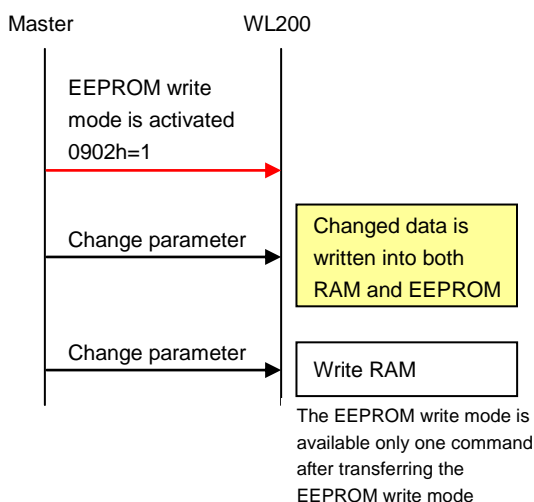 Master
WL200
EEPROM write
mode is activated
0902h=1
Change parameter
Changed data is
written into both
RAM and EEPROM
Change parameter
Write RAM
The EEPROM write mode is
available only one command
after transferring the
EEPROM write mode